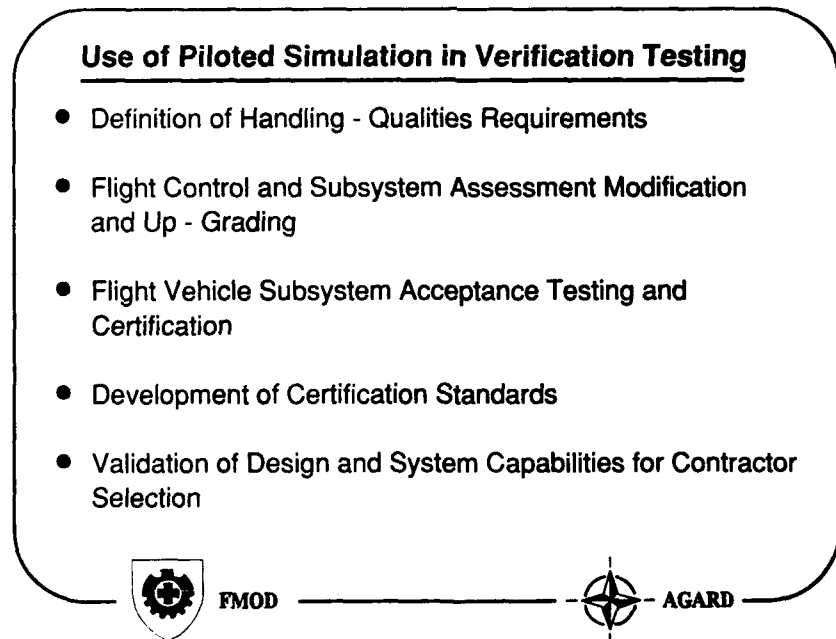 Use of Piloted Simulation in Verification Testing
● Definition of Handling - Qualities Requirements
● Flight Control and Subsystem Assessment Modification
and Up - Grading
● Flight Vehicle Subsystem Acceptance Testing and
Certification
● Development of Certification Standards
● Validation of Design and System Capabilities for Contractor
Selection
FMOD
AGARD